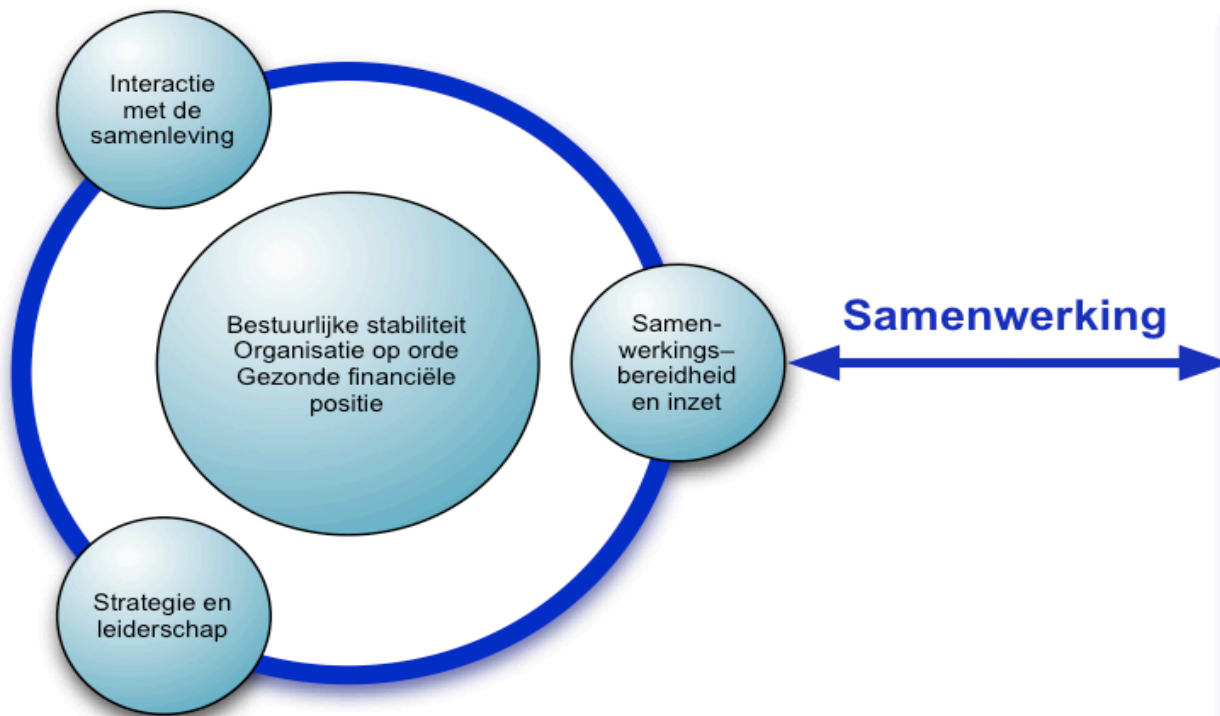 Interactie
met de
samenleving
Bestuurlijke stabiliteit
Organisatie op orde
Gezonde financiële
positie
Samen-
werkings–
bereidheid
en inzet
Samenwerking
Strategie en
leiderschap